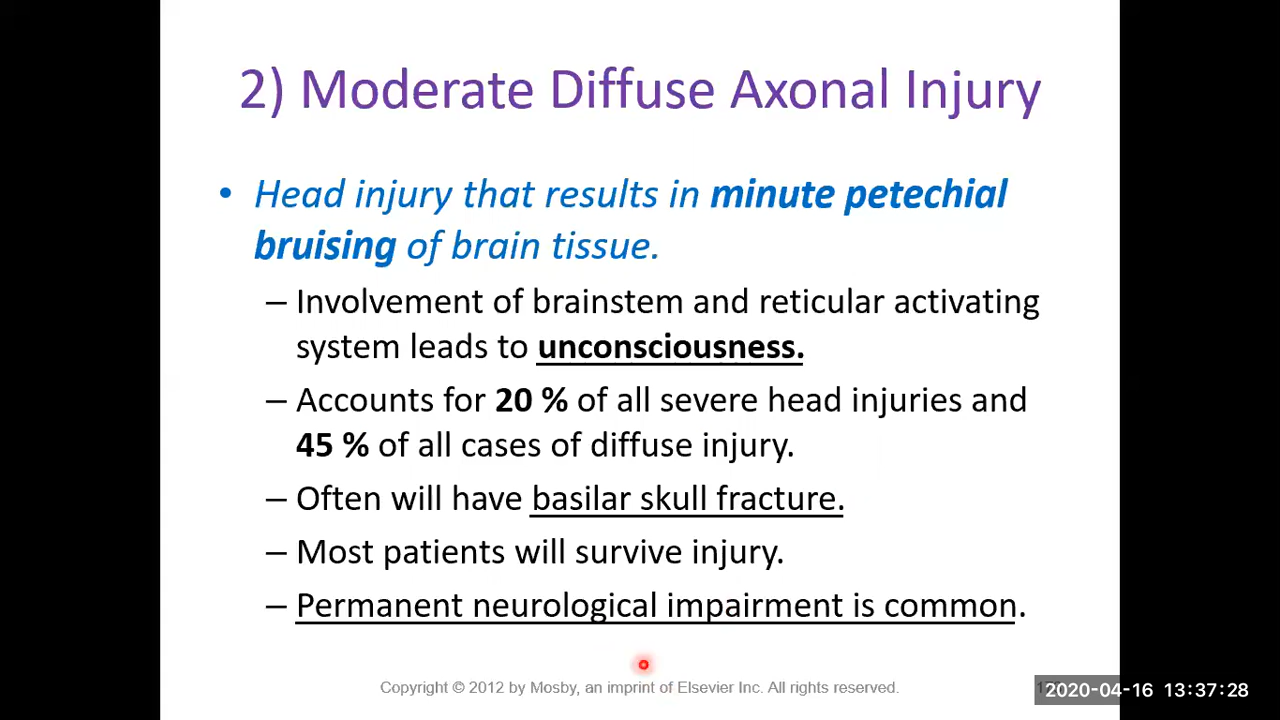 2) Moderate Diffuse Axonal Injury
• Head injury that results in minute petechial
bruising of brain tissue.
– Involvement of brainstem and reticular activating
system leads to unconsciousness.
– Accounts for 20 % of all severe head injuries and
45 % of all cases of diffuse injury.
– Often will have basilar skull fracture.
– Most patients will survive injury.
– Permanent neurological impairment is common.
Copyright © 2012 by Mosby, an imprint of Elsevier Inc. All rights reserved.
2020-04-16 13:37:28